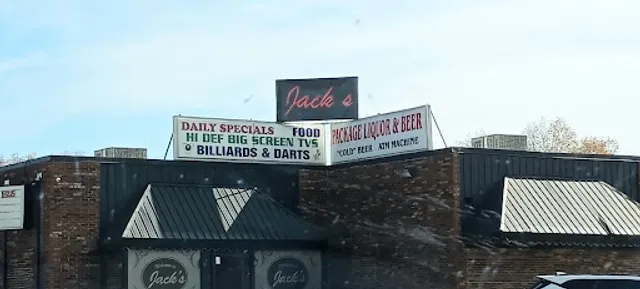 Jack's
DAILY SPECIALS FOOD
HI DEF BIG SCREEN TVS
BILLIARDS & DARTS
PACKAGE LIQUOR & BEER
"COLD" BEER ATM MACHINE
Jack's
Jack's